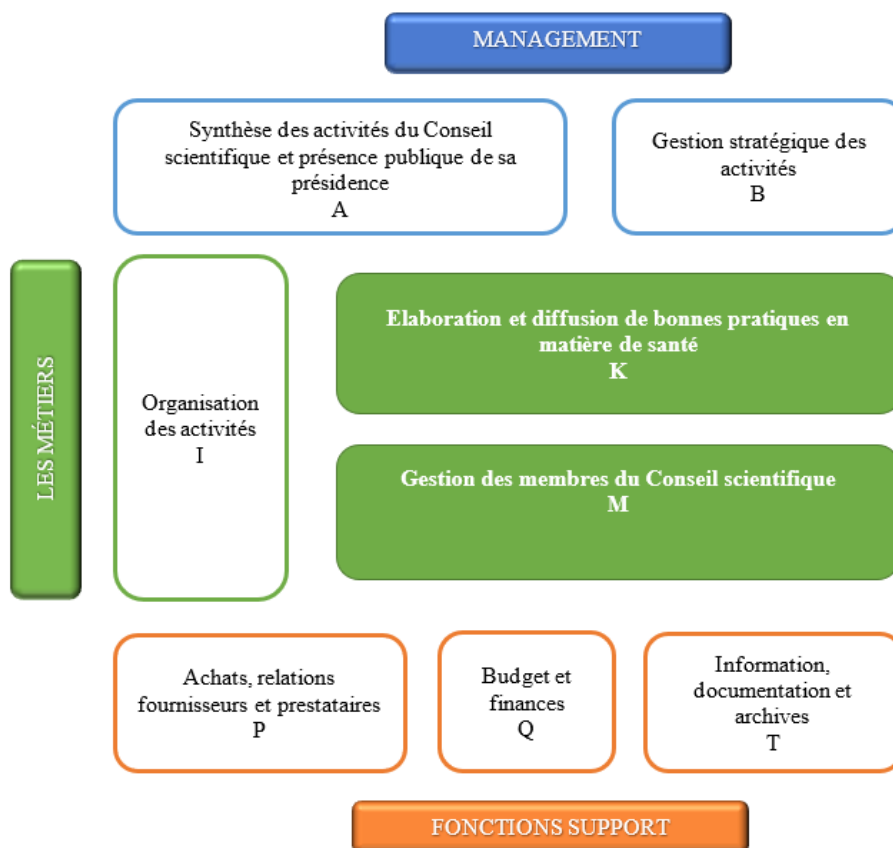 MANAGEMENT
Synthèse des activités du Conseil
scientifique et présence publique de sa
présidence
A
Gestion stratégique des
activités
B
LES MÉTIERS
Organisation
des activités
I
Elaboration et diffusion de bonnes pratiques en
matière de santé
K
Gestion des membres du Conseil scientifique
M
Achats, relations
fournisseurs et prestataires
P
Budget et
finances
Q
Information,
documentation et
archives
T
FONCTIONS SUPPORT